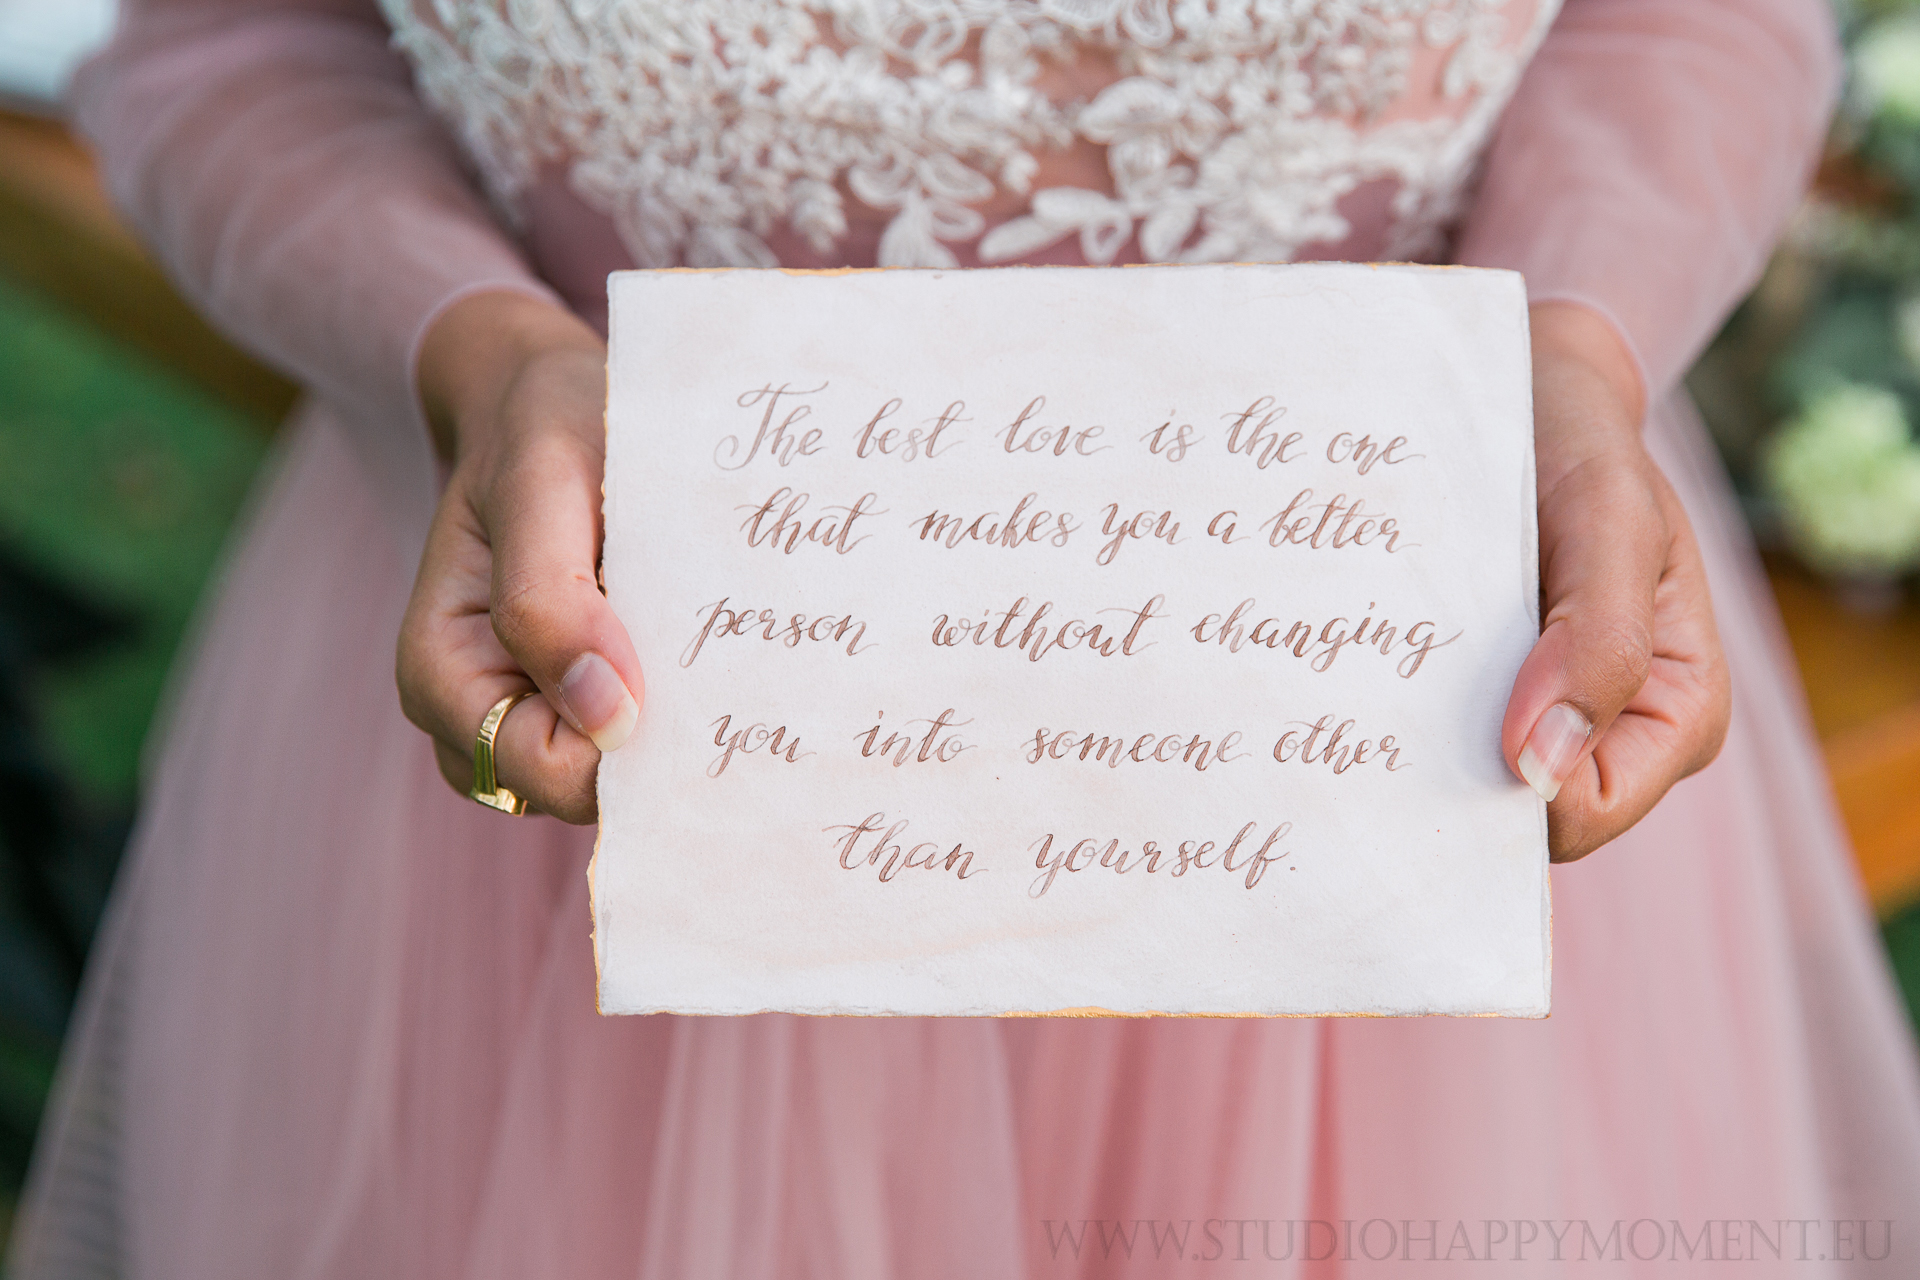 The best love is the one
that makes you a better
person without changing
you into someone other
than yourself.
WWW.STUDIOHAPPYMOMENT.EU